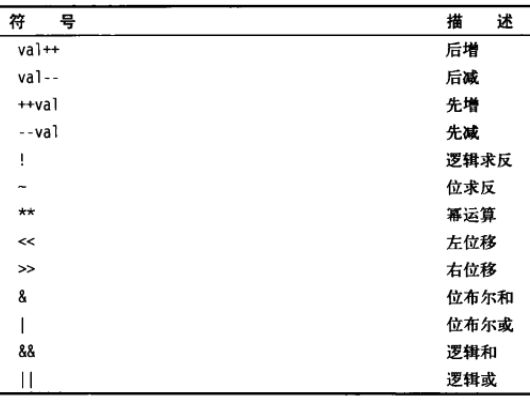 符 号 描 述
val++ 后增
val-- 后减
++val 先增
--val 先减
! 逻辑求反
~ 位求反
** 幂运算
<< 左位移
>> 右位移
& 位布尔和
| 位布尔或
&& 逻辑和
|| 逻辑或